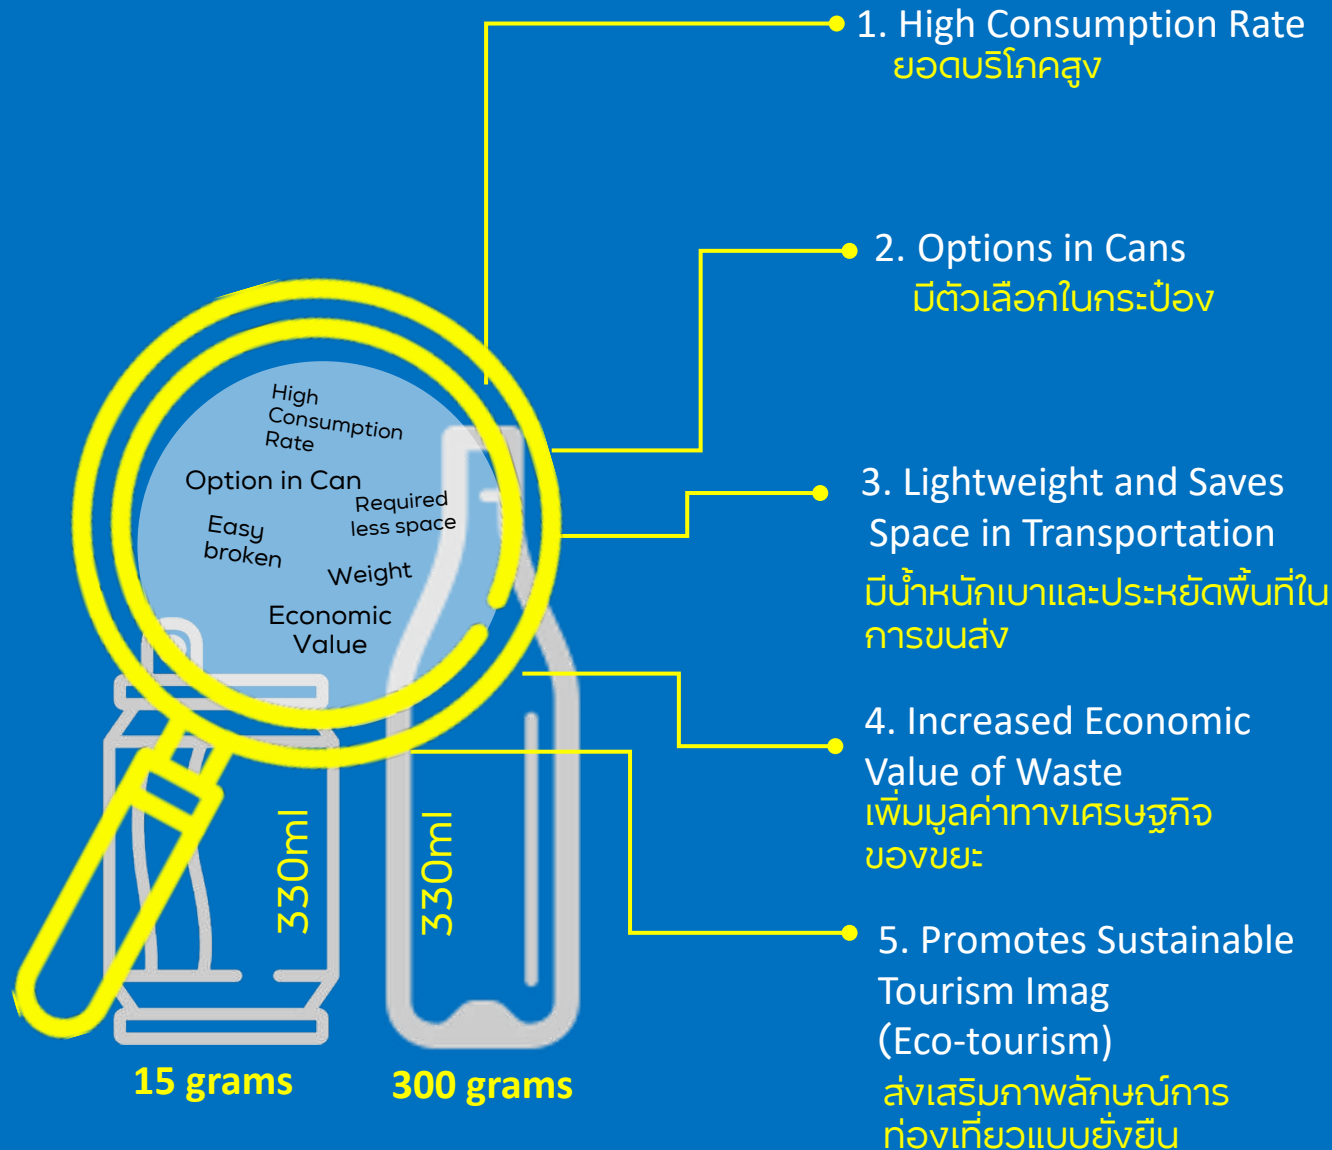 1. High Consumption Rate
ยอดบริโภคสูง
2. Options in Cans
มีตัวเลือกในกระป๋อง
3. Lightweight and Saves
Space in Transportation
มีน้ำหนักเบาและประหยัดพื้นที่ใน
การขนส่ง
4. Increased Economic
Value of Waste
เพิ่มมูลค่าทางเศรษฐกิจ
ของขยะ
5. Promotes Sustainable
Tourism Imag
(Eco-tourism)
ส่งเสริมภาพลักษณ์การ
ท่องเที่ยวแบบยั่งยืน
High
Consumption
Rate
Option in Can
Required
less space
Easy
broken
Weight
Economic
Value
330ml
330ml
15 grams
300 grams